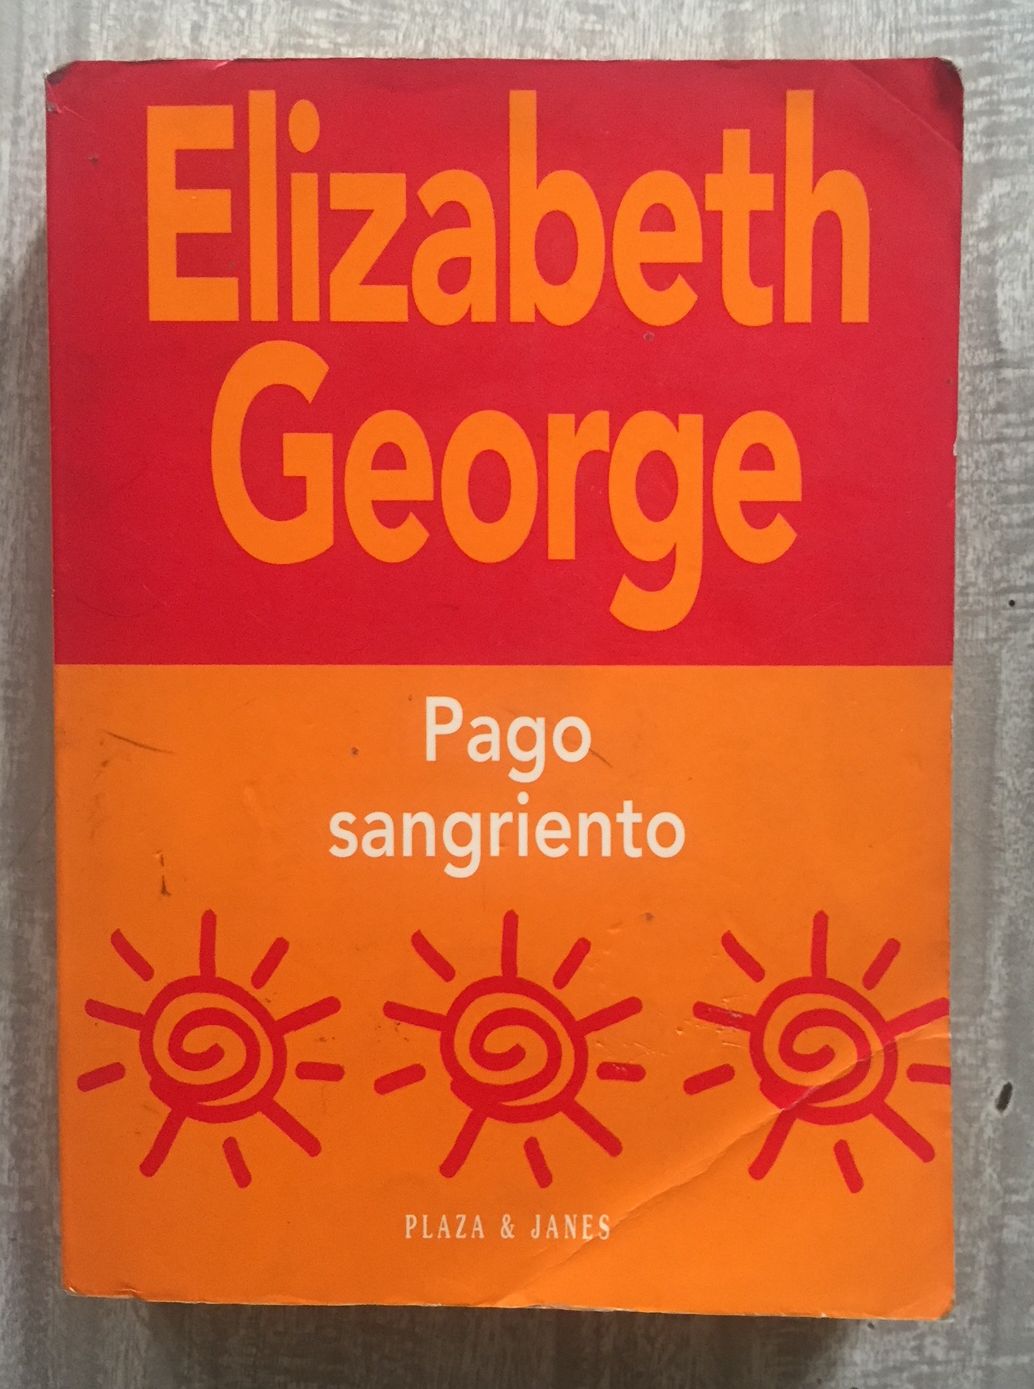 Elizabeth
George
Pago
sangriento
PLAZA & JANES